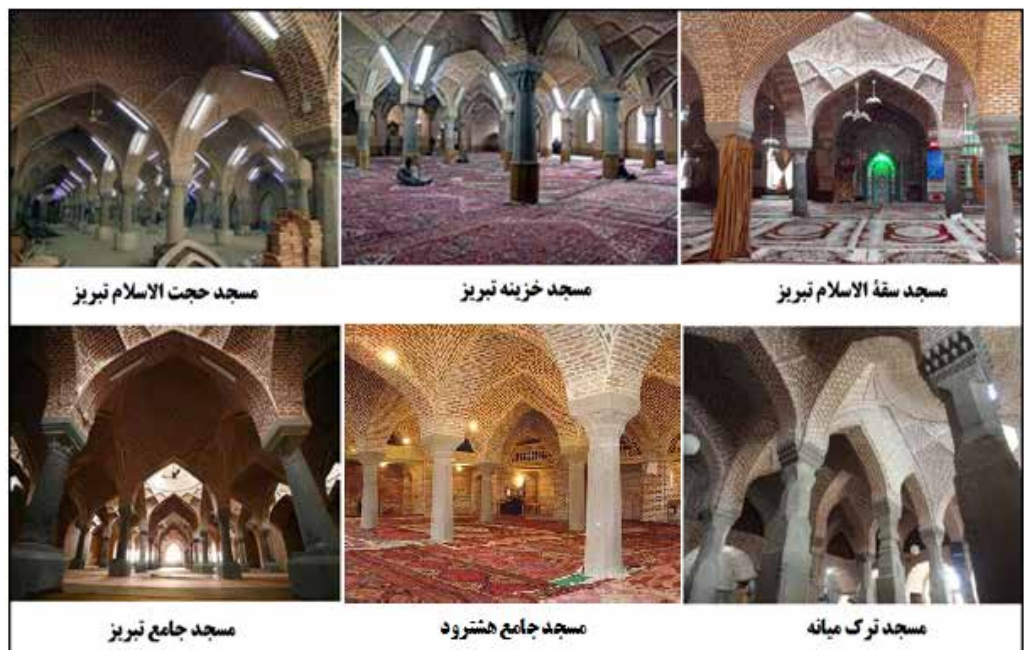 مسجد سقهٔ الاسلام تبریز
مسجد خزینه تبریز
مسجد حجت الاسلام تبریز
مسجد ترک میانه
مسجد جامع هشترود
مسجد جامع تبریز